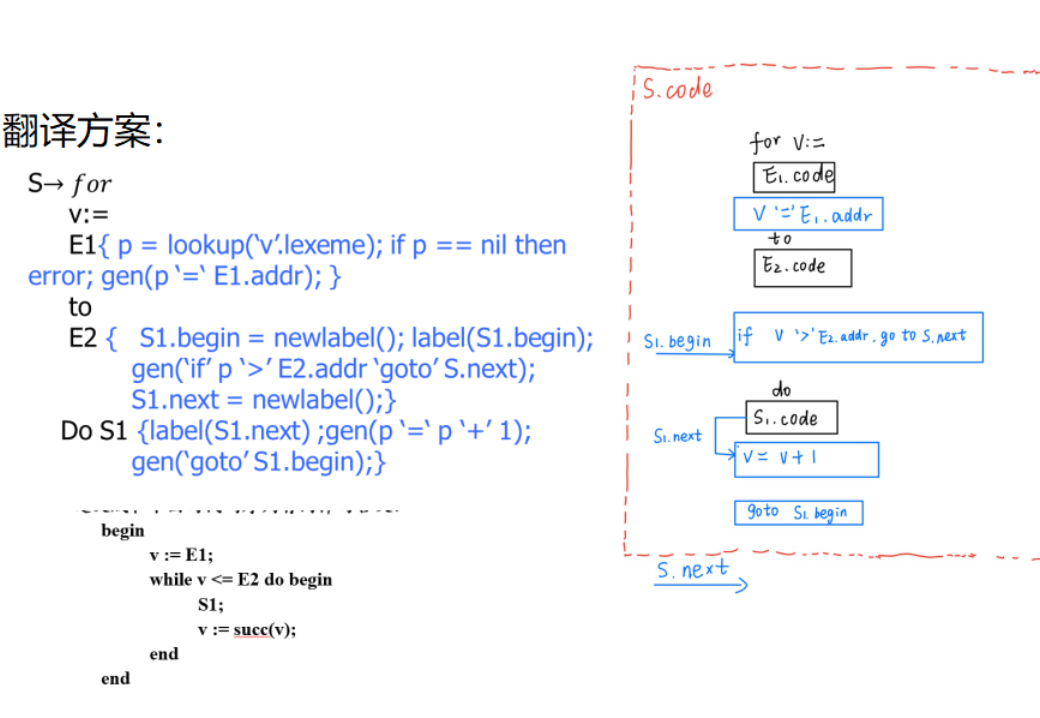 翻译方案：
S→ for
v:=
E1{ p = lookup(‘v’.lexeme); if p == nil then
error; gen(p ‘=‘ E1.addr); }
to
E2 { S1.begin = newlabel(); label(S1.begin);
gen(‘if’ p ‘>’ E2.addr ‘goto’ S.next);
S1.next = newlabel();}
Do S1 {label(S1.next) ;gen(p ‘=‘ p ‘+’ 1);
gen(‘goto’ S1.begin);}
begin
v := E1;
while v <= E2 do begin
S1;
v := succ(v);
end
end
S.code
for v:=
E1.code
V '=' E1.addr
to
E2.code
S1.begin
if V '>' E2.addr.go to S.next
do
S1.code
S1.next
V= V+1
goto S1.begin
S.next